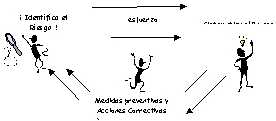 ¡ Identifica el
Riesgo !
esfuerzo
Medidas preventivas y
Acciones Correctivas